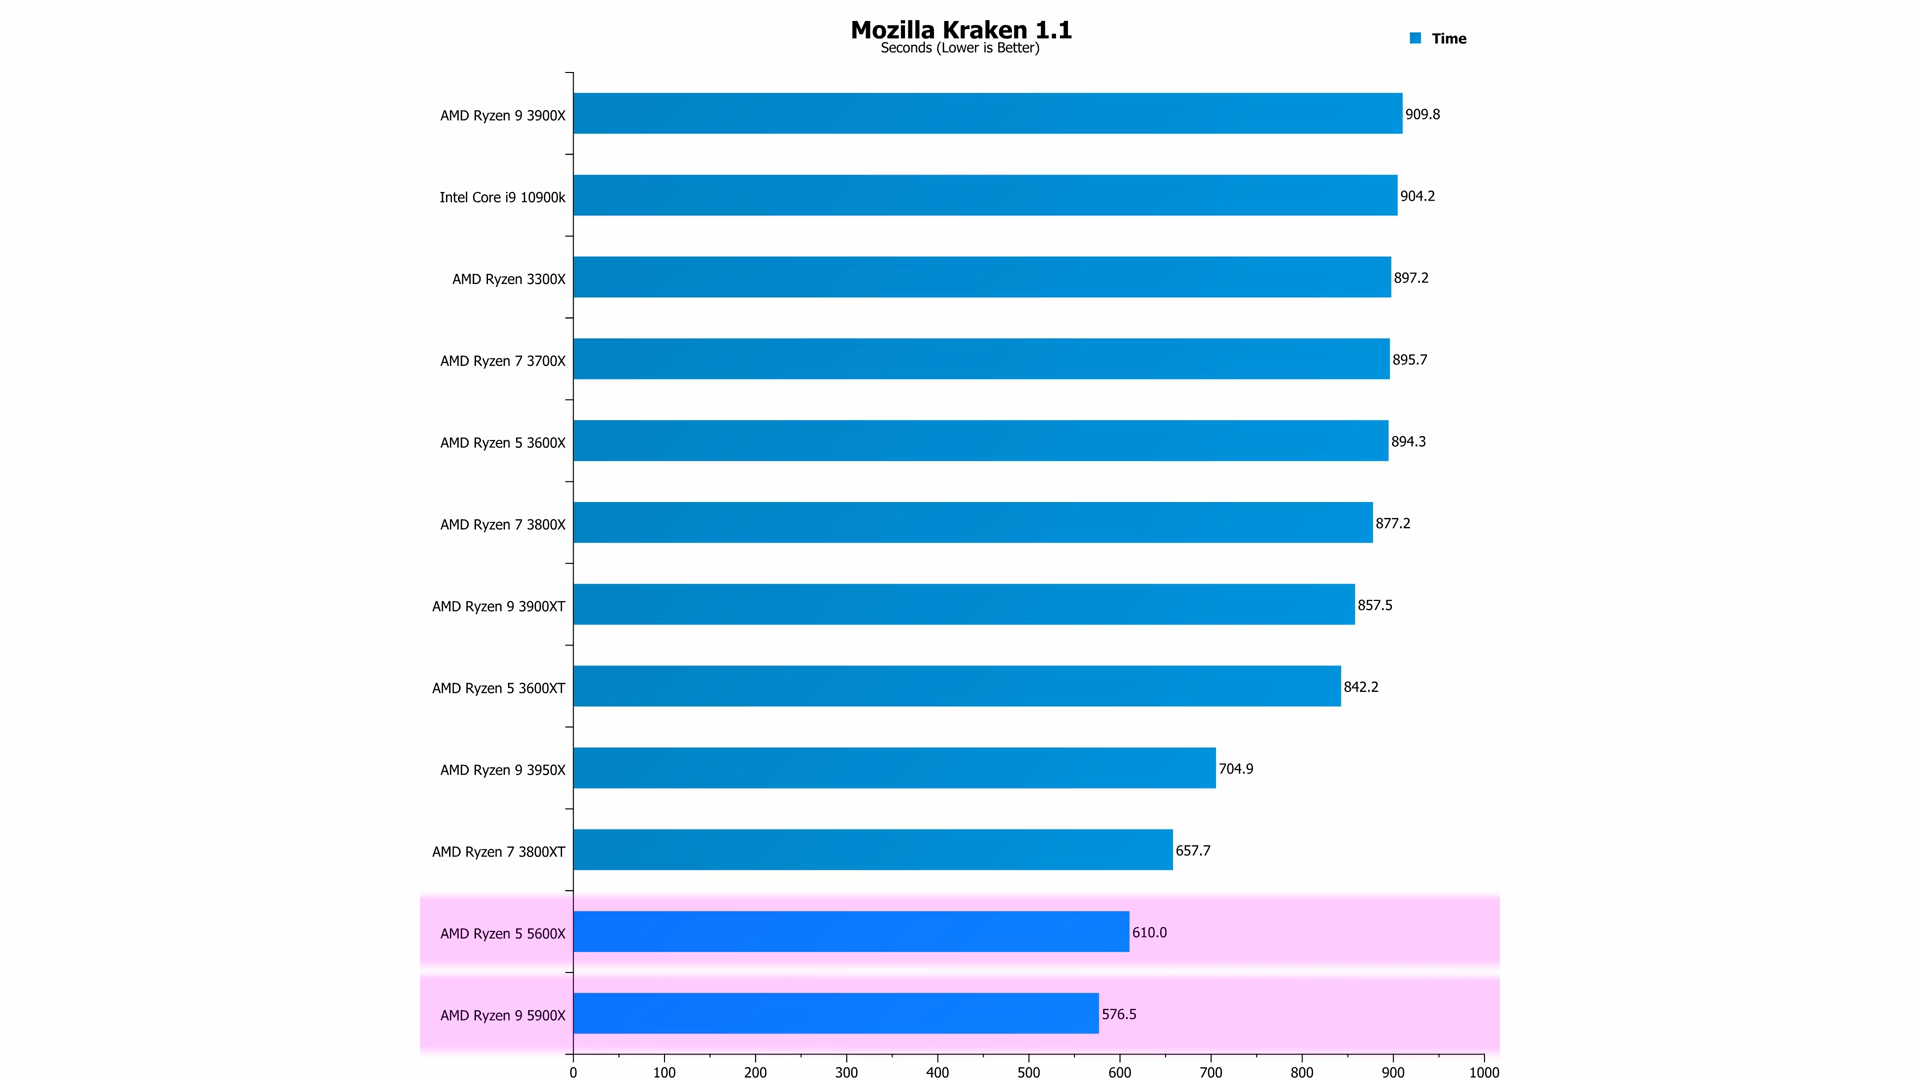 Mozilla Kraken 1.1
Seconds (Lower is Better)
Time
AMD Ryzen 9 3900X 909.8
Intel Core i9 10900k 904.2
AMD Ryzen 3300X 897.2
AMD Ryzen 7 3700X 895.7
AMD Ryzen 5 3600X 894.3
AMD Ryzen 7 3800X 877.2
AMD Ryzen 9 3900XT 857.5
AMD Ryzen 5 3600XT 842.2
AMD Ryzen 9 3950X 704.9
AMD Ryzen 7 3800XT 657.7
AMD Ryzen 5 5600X 610.0
AMD Ryzen 9 5900X 576.5
0 100 200 300 400 500 600 700 800 900 1000